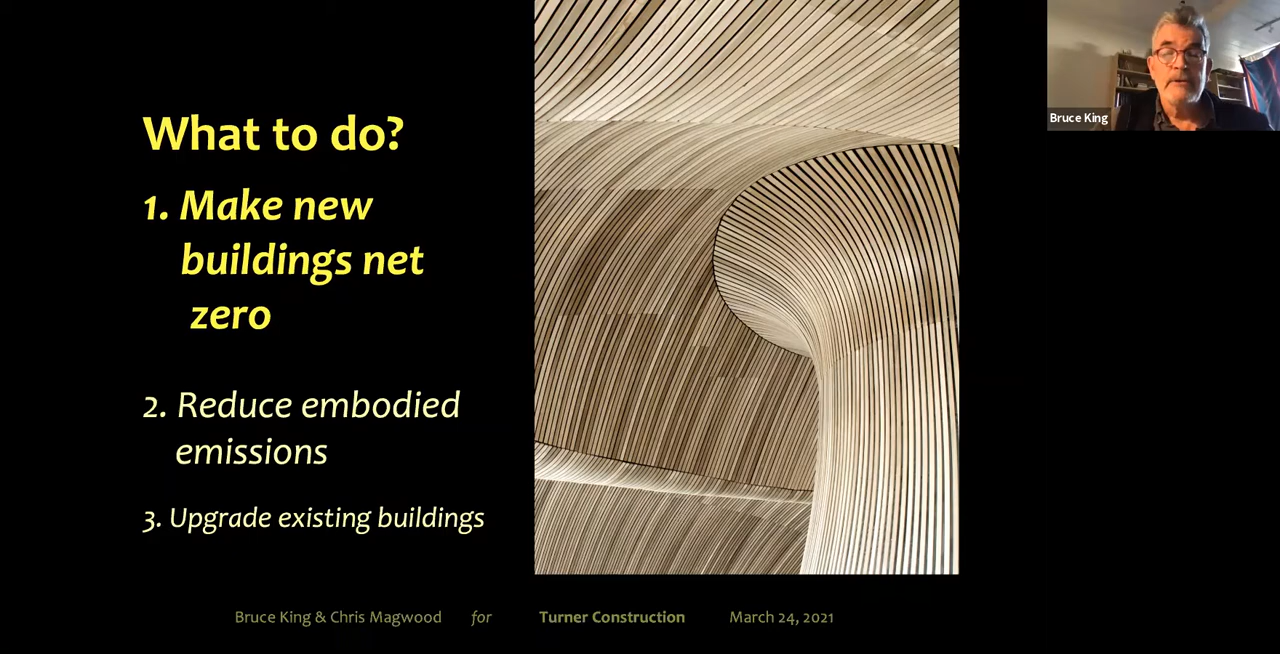 What to do?
1. Make new
buildings net
zero
2. Reduce embodied
emissions
3. Upgrade existing buildings
Bruce King & Chris Magwood for Turner Construction March 24, 2021
Bruce King